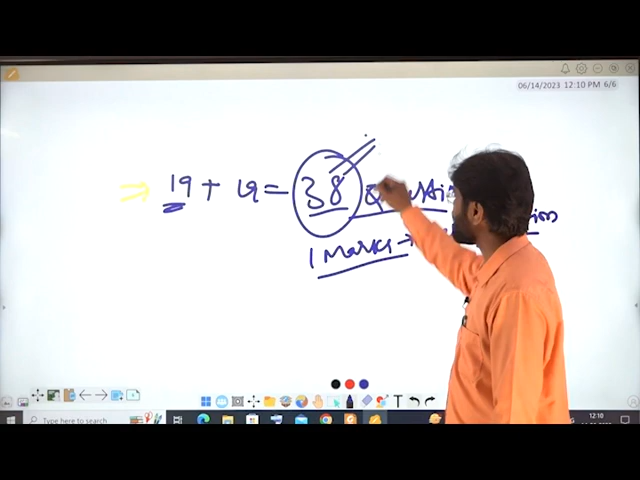 06/14/2023 12:10 PM 6/6
⇒ 19 + 19 = 38
1 Marks →
Type here to search
12:10